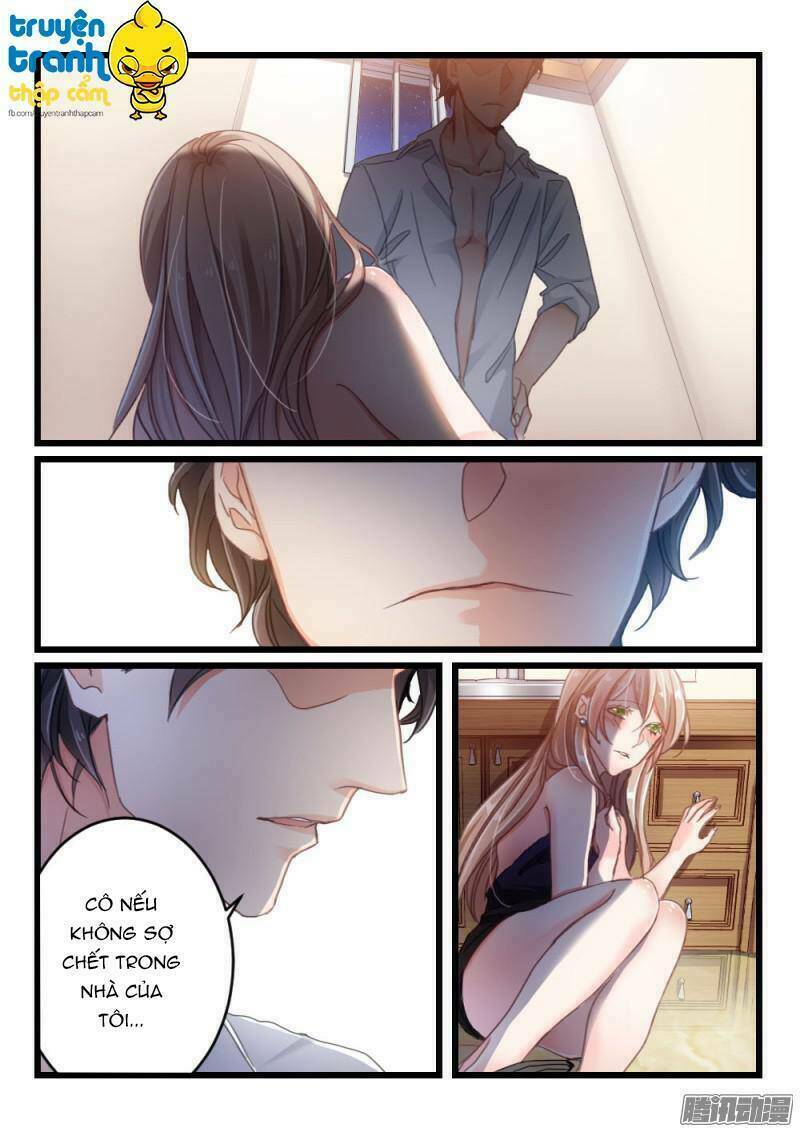 truyện
tranh
thập cẩm
fb.com/truyentranhthapcam
CÔ NẾU
KHÔNG SỢ
CHẾT TRONG
NHÀ CỦA
TÔI...
腾讯动漫